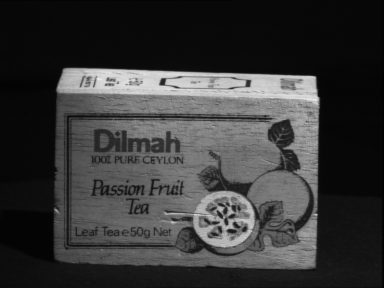 Dilmah
100% PURE CEYLON
Passion Fruit
Tea
Leaf Tea e 50g Net